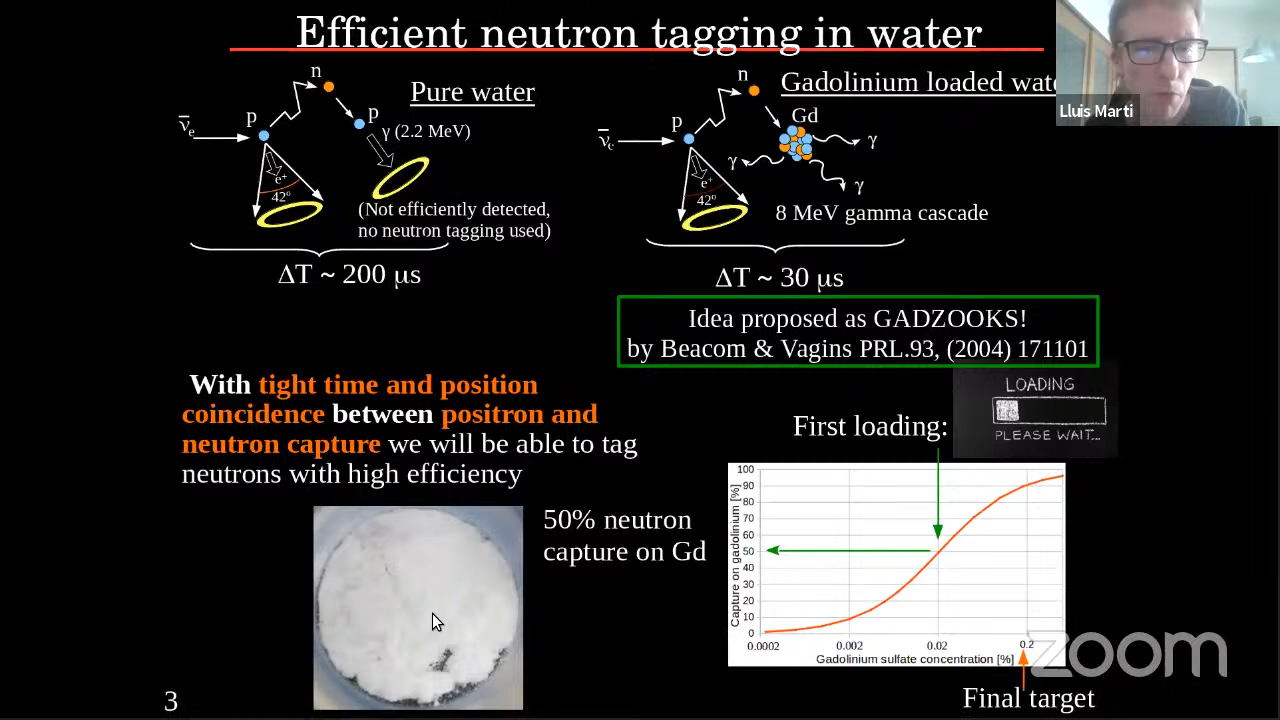 Efficient neutron tagging in water
Lluis Marti
Pure water
n
p
p
ν̅e
γ (2.2 MeV)
e+
42º
(Not efficiently detected,
no neutron tagging used)
ΔT ~ 200 μs
Gadolinium loaded wate
n
p
Gd
ν̅e
γ
γ
γ
e+
42º
8 MeV gamma cascade
ΔT ~ 30 μs
Idea proposed as GADZOOKS!
by Beacom & Vagins PRL.93, (2004) 171101
With tight time and position
coincidence between positron and
neutron capture we will be able to tag
neutrons with high efficiency
First loading:
LOADING
PLEASE WAIT...
50% neutron
capture on Gd
Capture on gadolinium [%]
100
90
80
70
60
50
40
30
20
10
0
0.0002
0.002
0.02
0.2
Gadolinium sulfate concentration [%]
Final target
zoom
3